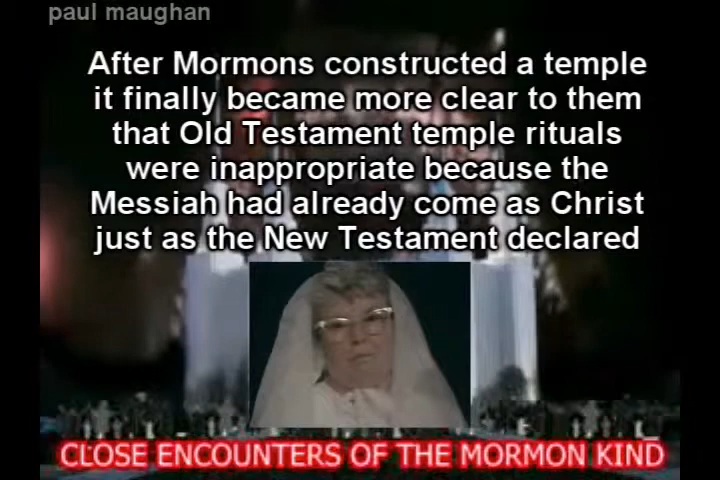 paul maughan
After Mormons constructed a temple
it finally became more clear to them
that Old Testament temple rituals
were inappropriate because the
Messiah had already come as Christ
just as the New Testament declared
CLOSE ENCOUNTERS OF THE MORMON KIND